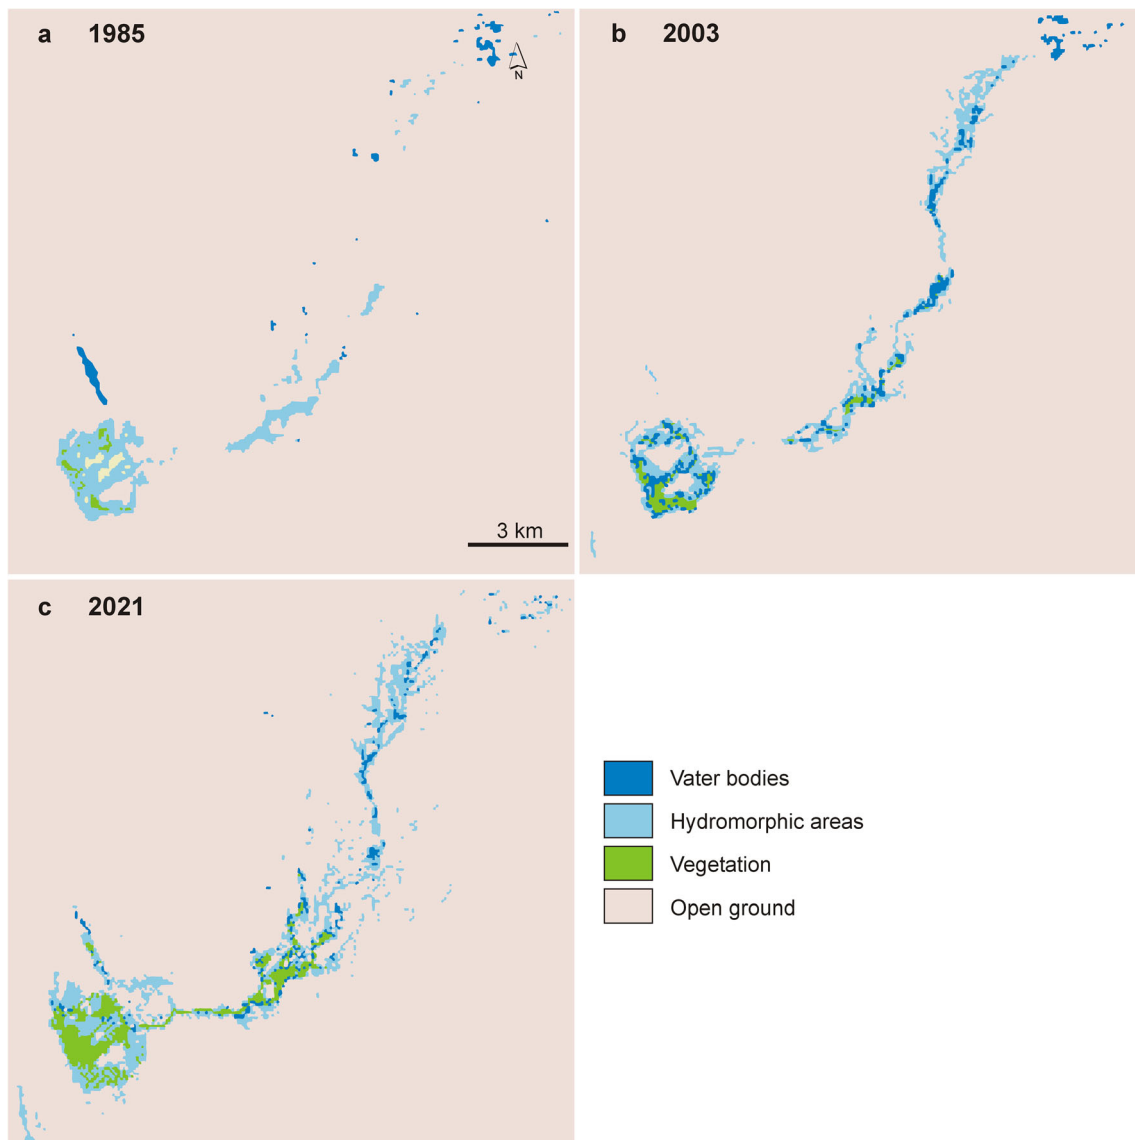 a 1985
N
b 2003
3 km
c 2021
Vater bodies
Hydromorphic areas
Vegetation
Open ground